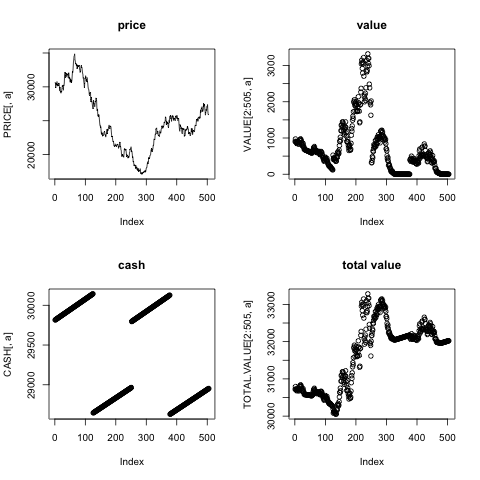 price
PRICE[, a]
30000
20000
0 100 200 300 400 500
Index
value
VALUE[2:505, a]
3000
2000
1000
0
0 100 200 300 400 500
Index
cash
CASH[, a]
30000
29500
29000
0 100 200 300 400 500
Index
total value
TOTAL.VALUE[2:505, a]
33000
32000
31000
30000
0 100 200 300 400 500
Index